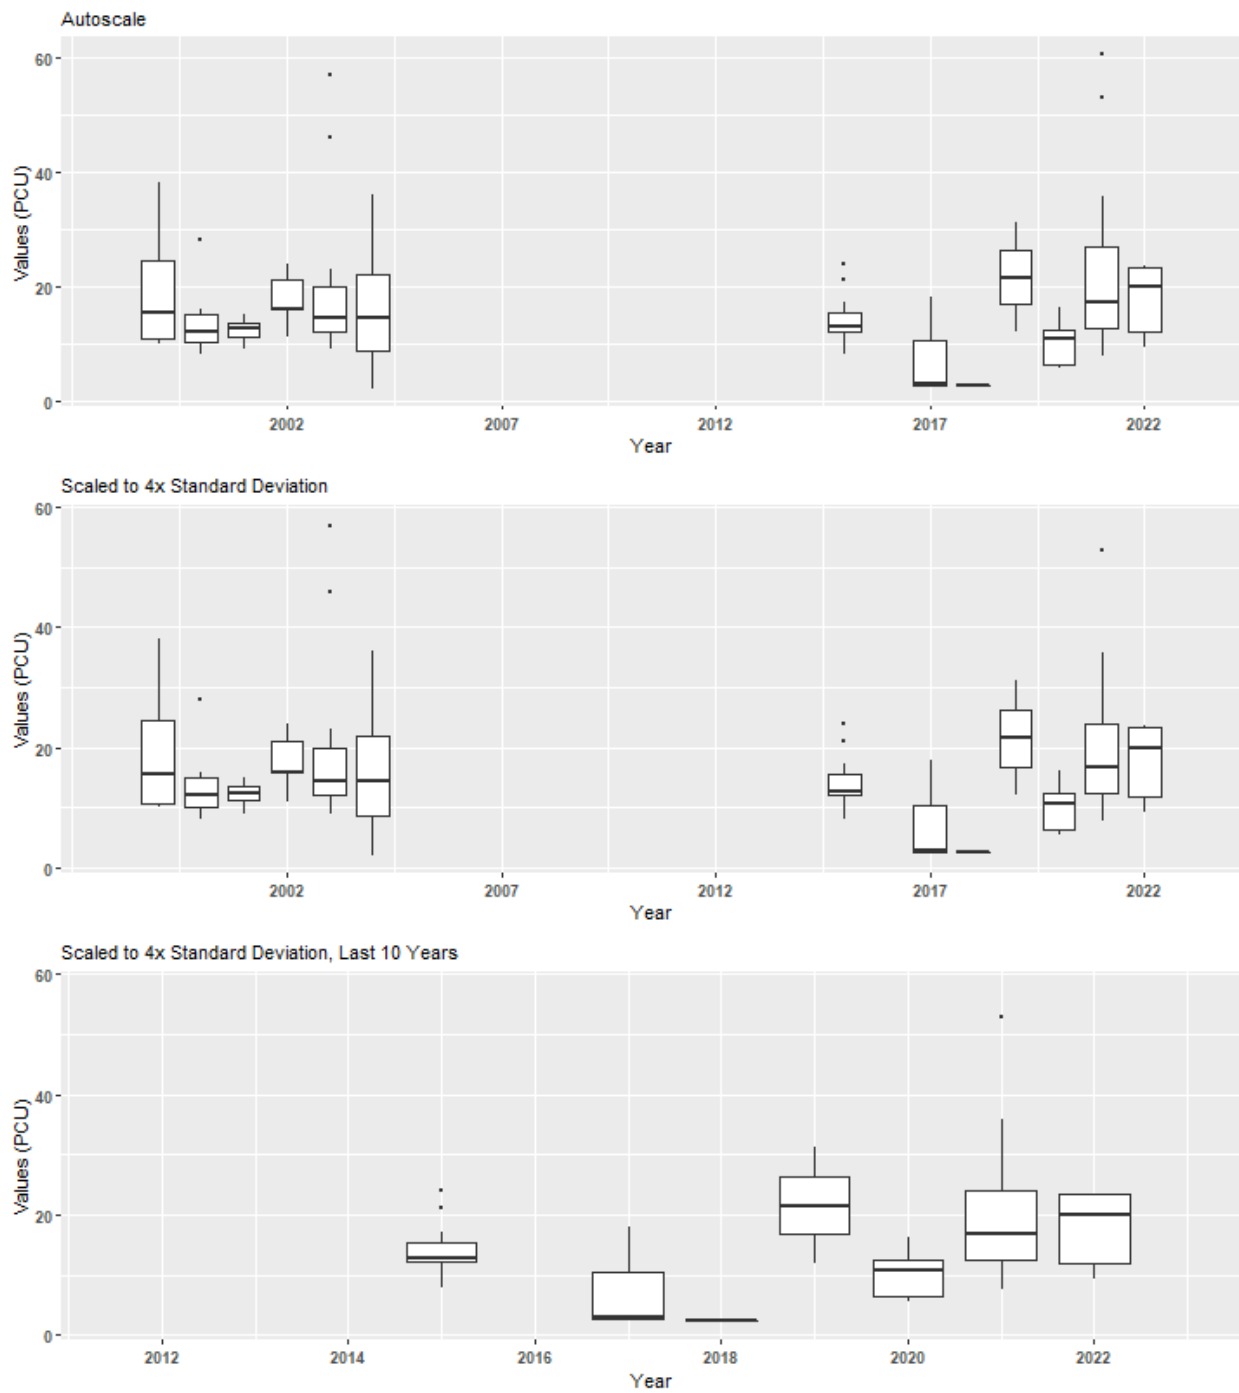 Autoscale
60
40
20
0
Values (PCU)
2002 2007 2012 2017 2022
Year
Scaled to 4x Standard Deviation
60
40
20
0
Values (PCU)
2002 2007 2012 2017 2022
Year
Scaled to 4x Standard Deviation, Last 10 Years
60
40
20
0
Values (PCU)
2012 2014 2016 2018 2020 2022
Year